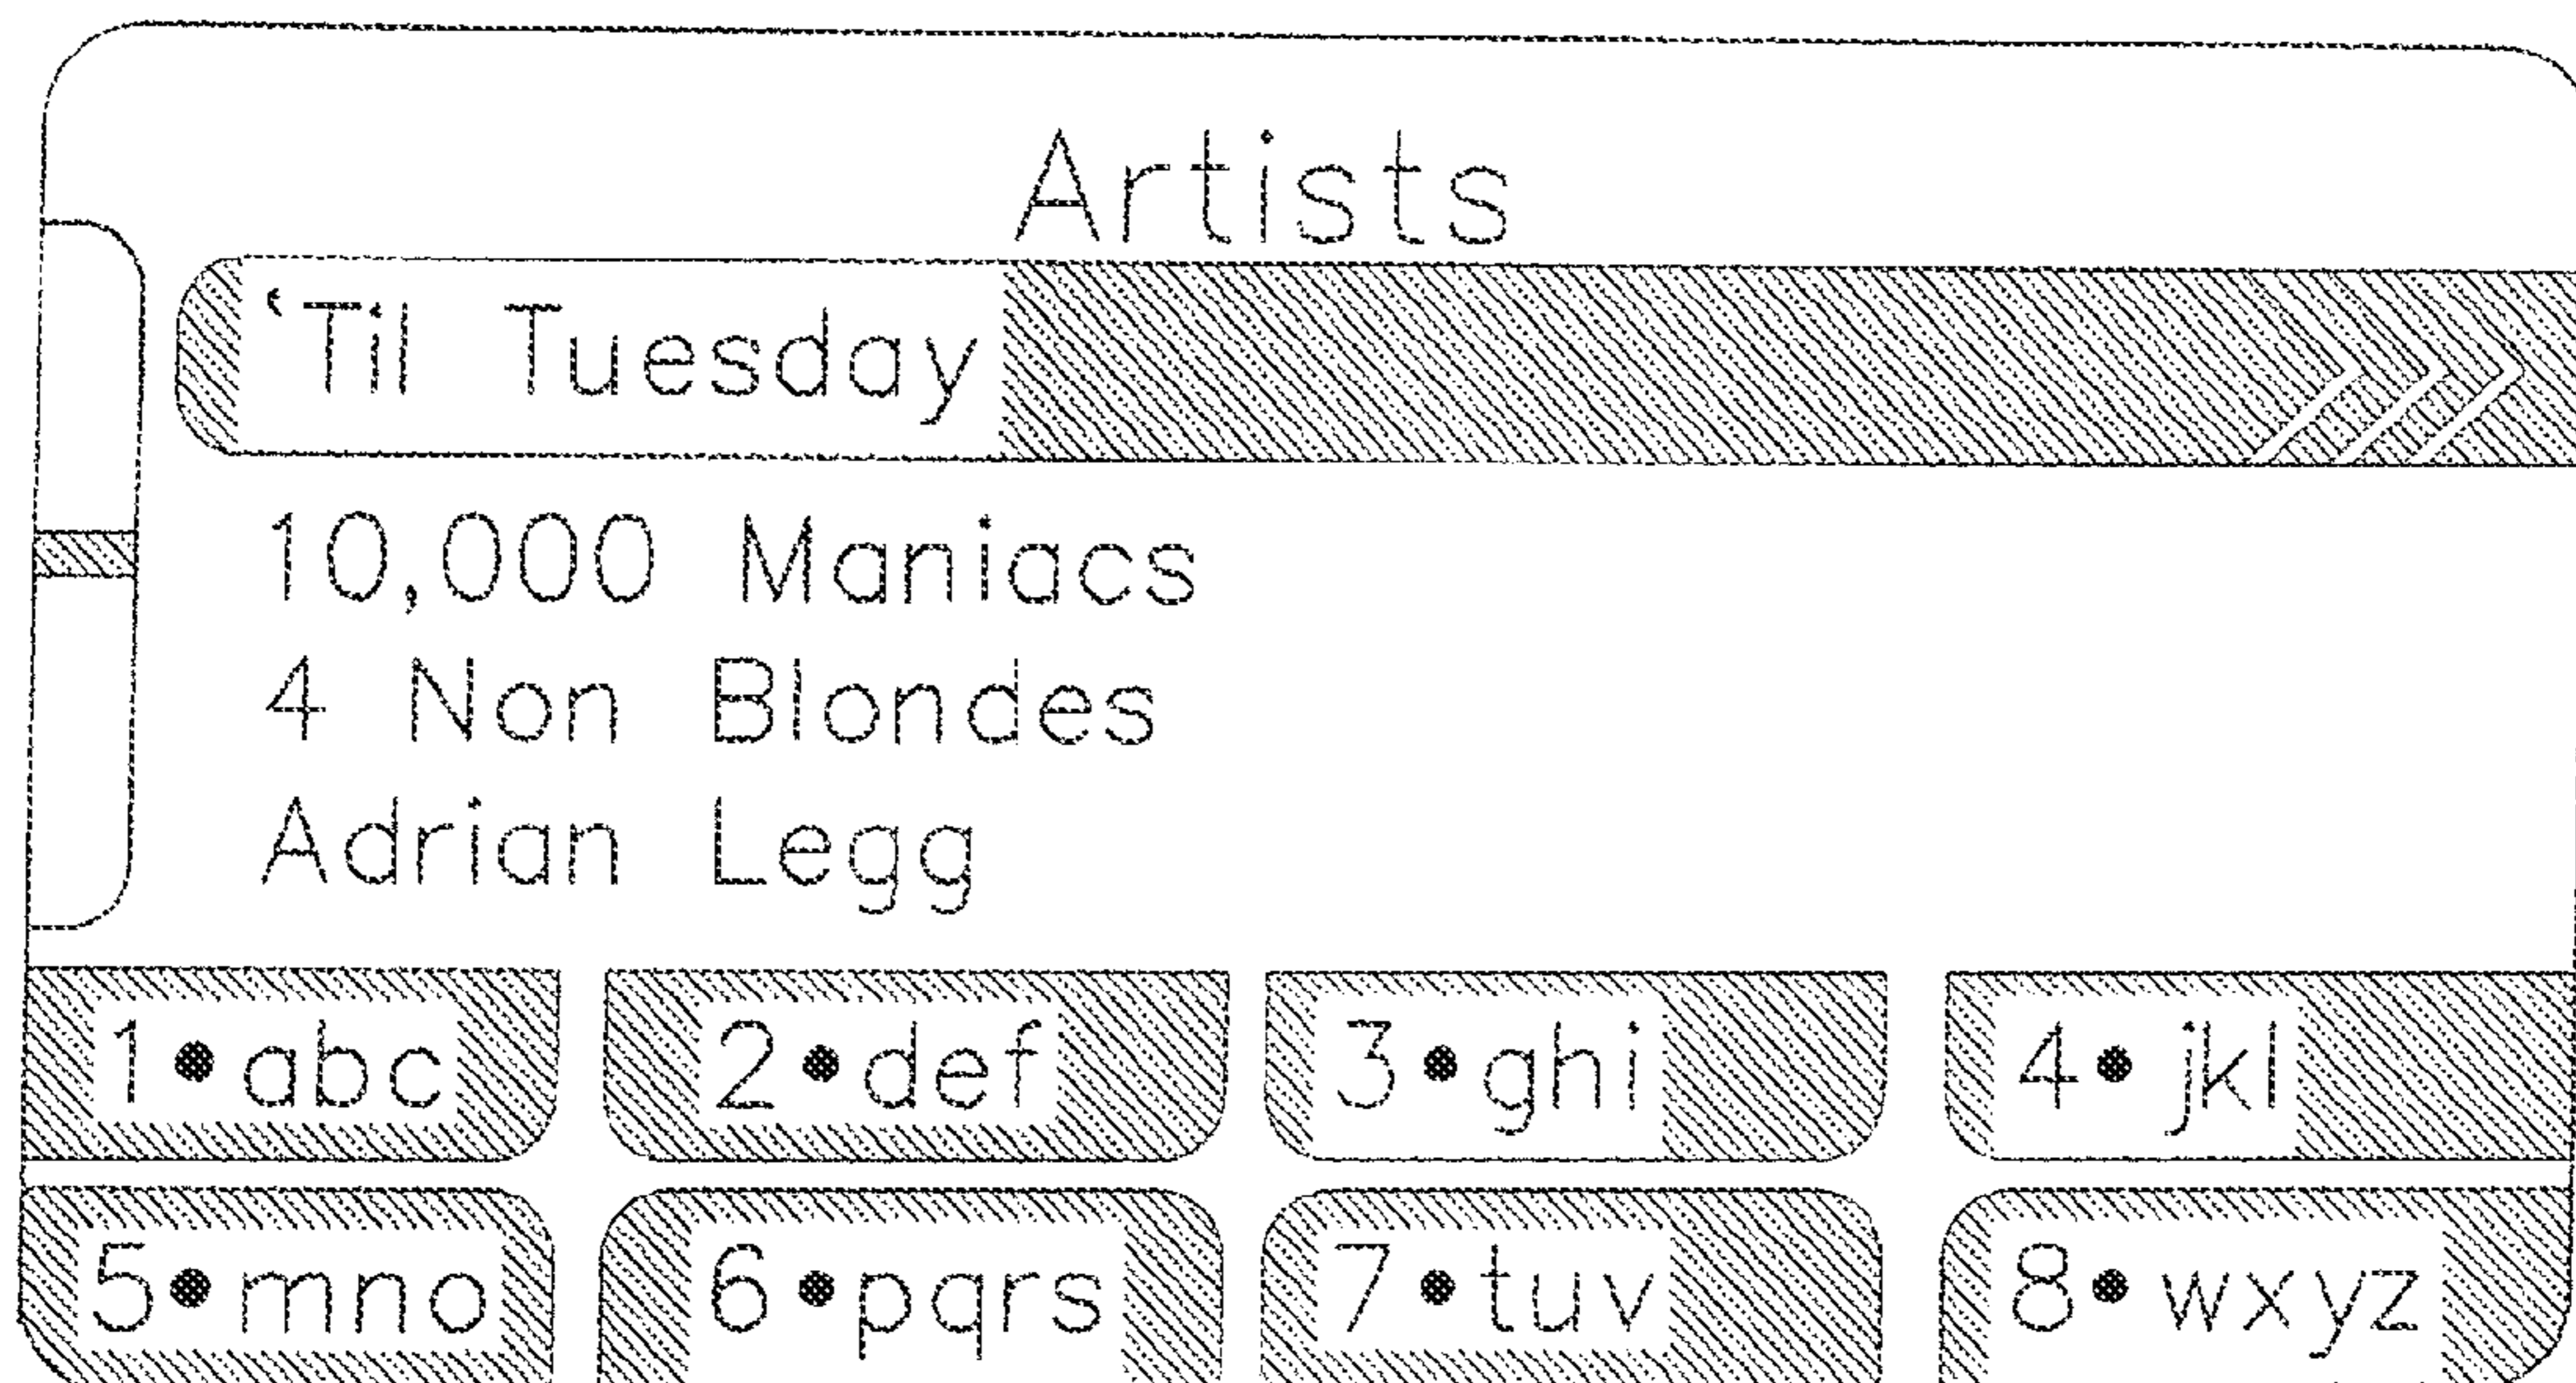 Artists
‘Til Tuesday
10,000 Maniacs
4 Non Blondes
Adrian Legg
1•abc 2•def 3•ghi 4•jkl
5•mno 6•pqrs 7•tuv 8•wxyz